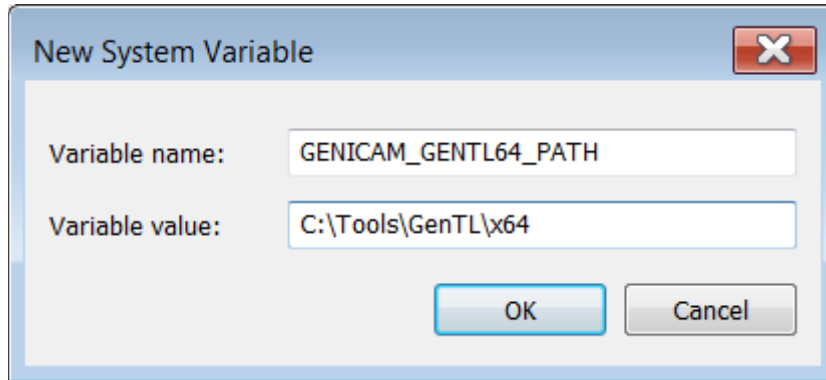 New System Variable
Variable name: GENICAM_GENTL64_PATH
Variable value: C:\Tools\GenTL\x64
OK Cancel